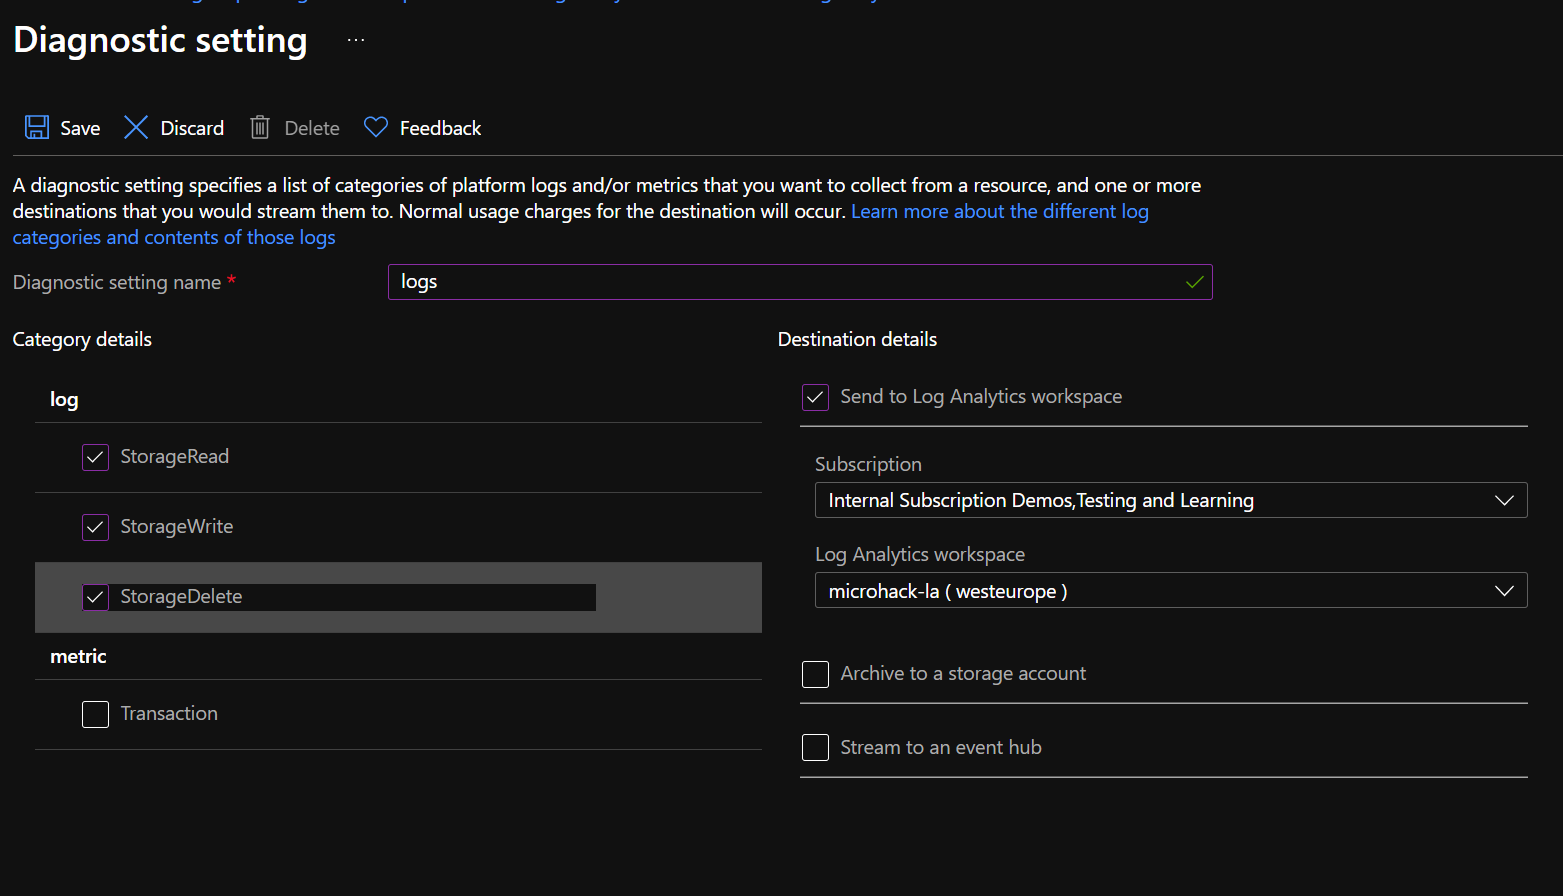 Diagnostic setting ...
Save Discard Delete Feedback
A diagnostic setting specifies a list of categories of platform logs and/or metrics that you want to collect from a resource, and one or more
destinations that you would stream them to. Normal usage charges for the destination will occur. Learn more about the different log
categories and contents of those logs
Diagnostic setting name *
logs
Category details
log
StorageRead
StorageWrite
StorageDelete
metric
Transaction
Destination details
Send to Log Analytics workspace
Subscription
Internal Subscription Demos,Testing and Learning
Log Analytics workspace
microhack-la ( westeurope )
Archive to a storage account
Stream to an event hub